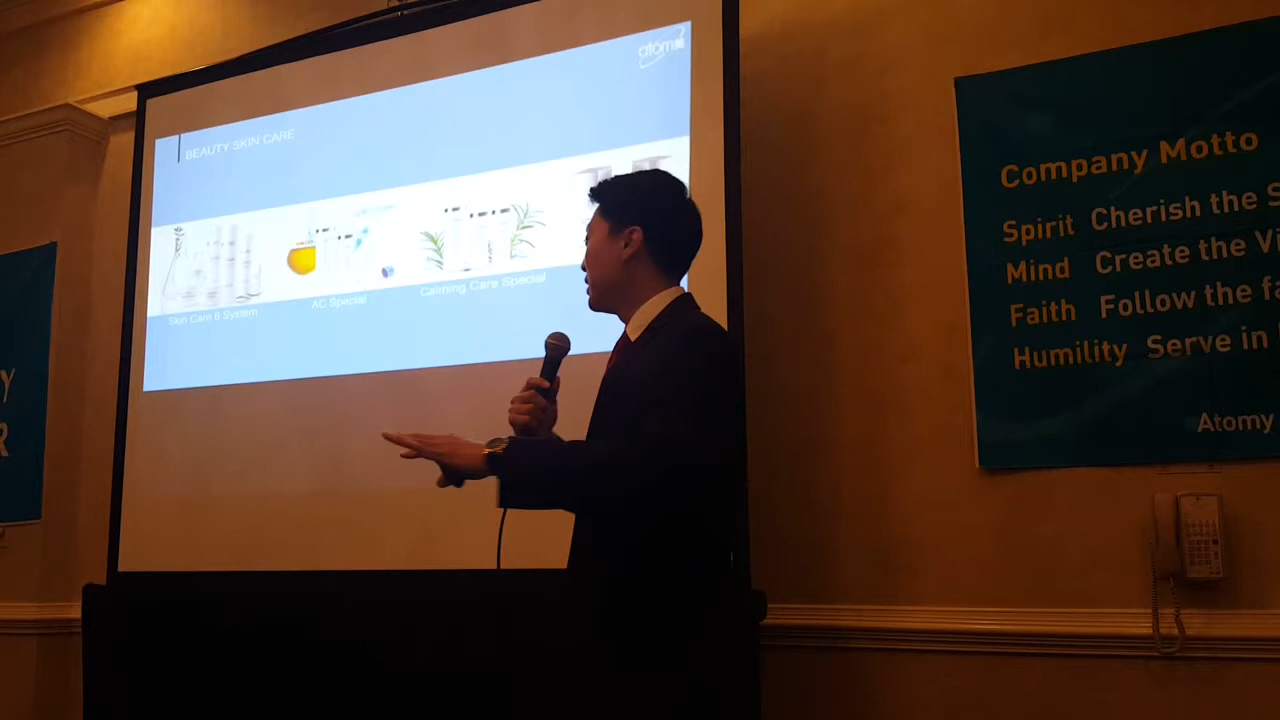 atomy
BEAUTY SKIN CARE
Skin Care 6 System
AC Special
Calming Care Special
Y
R
Company Motto
Spirit Cherish the S
Mind Create the Vi
Faith Follow the fa
Humility Serve in
Atomy